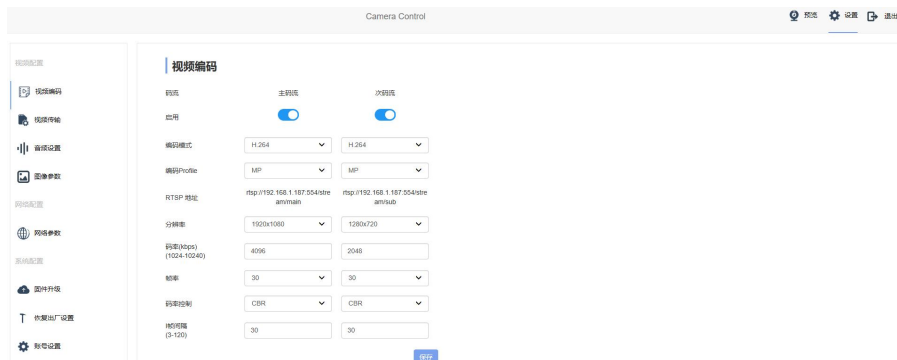 Camera Control
预览
设置
退出
视频配置
视频编码
视频传输
音频设置
图像参数
网络配置
网络参数
系统配置
固件升级
恢复出厂设置
账号设置
视频编码
码流 主码流 次码流
启用
编码模式 H.264 H.264
编码Profile MP MP
RTSP 地址 rtsp://192.168.1.187:554/stre rtsp://192.168.1.187:554/stre
am/main am/sub
分辨率 1920x1080 1280x720
码率(kbps)
(1024-10240) 4096 2048
帧率 30 30
码率控制 CBR CBR
I帧间隔
(3-120) 30 30
保存